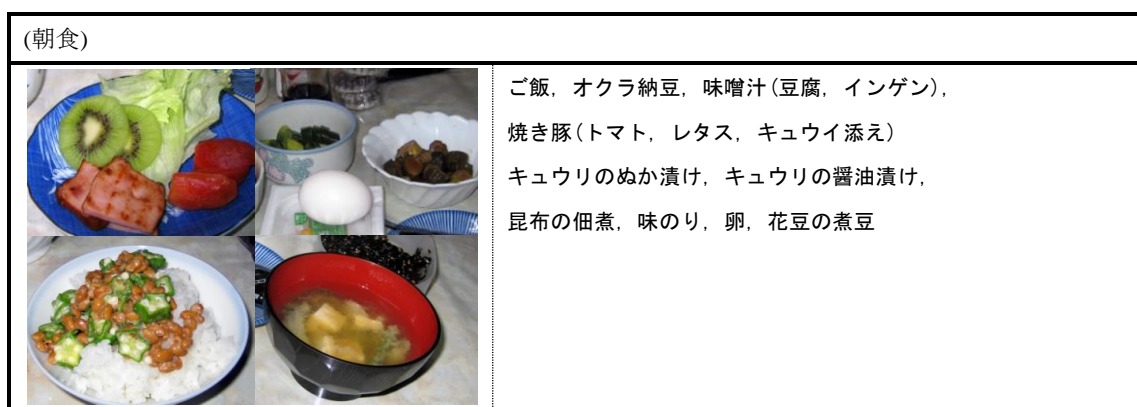 (朝食)
ご飯, オクラ納豆, 味噌汁(豆腐, インゲン),
焼き豚(トマト, レタス, キュウイ添え)
キュウリのぬか漬け, キュウリの醤油漬け,
昆布の佃煮, 味のり, 卵, 花豆の煮豆